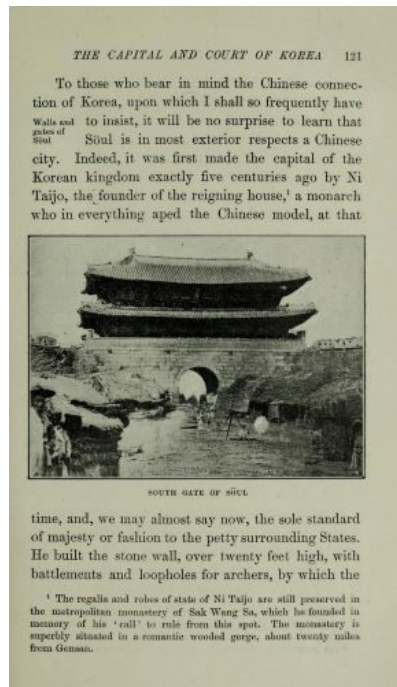 THE CAPITAL AND COURT OF KOREA 121
To those who bear in mind the Chinese connec-
tion of Korea, upon which I shall so frequently have
Walls and gates of Söul
to insist, it will be no surprise to learn that
Söul is in most exterior respects a Chinese
city. Indeed, it was first made the capital of the
Korean kingdom exactly five centuries ago by Ni
Taijo, the founder of the reigning house,¹ a monarch
who in everything aped the Chinese model, at that
SOUTH GATE OF SÖUL
time, and, we may almost say now, the sole standard
of majesty or fashion to the petty surrounding States.
He built the stone wall, over twenty feet high, with
battlements and loopholes for archers, by which the
¹ The regalia and robes of state of Ni Taijo are still preserved in
the metropolitan monastery of Sak Wang Sa, which he founded in
memory of his ‘call’ to rule from this spot. The monastery is
superbly situated in a romantic wooded gorge, about twenty miles
from Gensan.